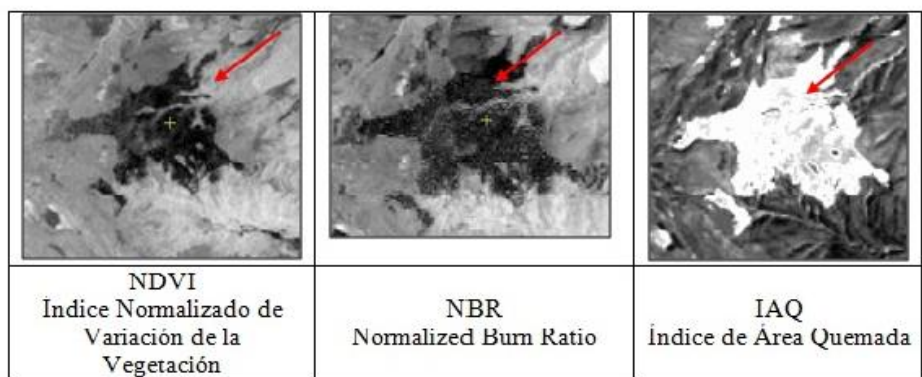 NDVI
Índice Normalizado de
Variación de la
Vegetación
NBR
Normalized Burn Ratio
IAQ
Índice de Área Quemada